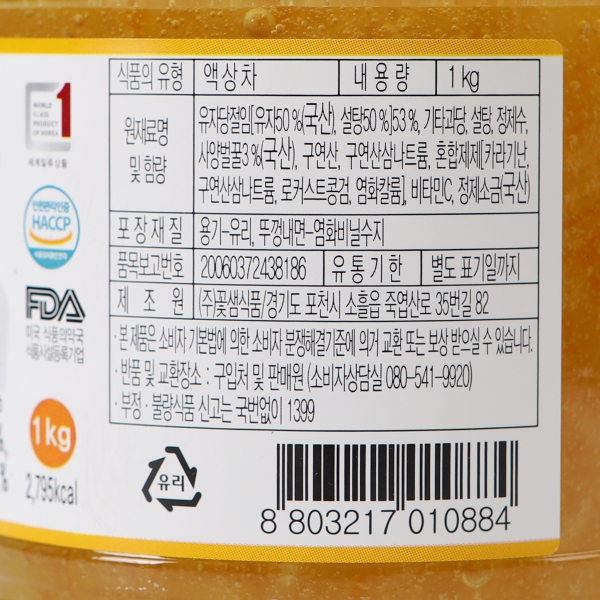 식품의 유형 액상차 내 용 량 1kg
원재료명 및 함량
유자당절임[유자50%(국산), 설탕50%]53%, 기타과당, 설탕, 정제수,
사양벌꿀3%(국산), 구연산, 구연산삼나트륨, 혼합제제[카라기난,
구연산삼나트륨, 로커스트콩검, 염화칼륨], 비타민C, 정제소금(국산)
포 장 재 질 용기-유리, 뚜껑내면-염화비닐수지
품목보고번호 20060372438186 유 통 기 한 별도 표기일까지
제 조 원 (주)꽃샘식품/경기도 포천시 소흘읍 죽엽산로 35번길 82
· 본 제품은 소비자 기본법에 의한 소비자 분쟁해결기준에 의거 교환 또는 보상 받으실 수 있습니다.
· 반품 및 교환장소 : 구입처 및 판매원 (소비자상담실 080-541-9920)
· 부정 · 불량식품 신고는 국번없이 1399
WORLD
CLASS
PRODUCT
OF KOREA
1
세계일류상품
HACCP
FDA
미국 식품의약국
식품시설등록기업
1kg
2,795kcal
유리
8 803217 010884